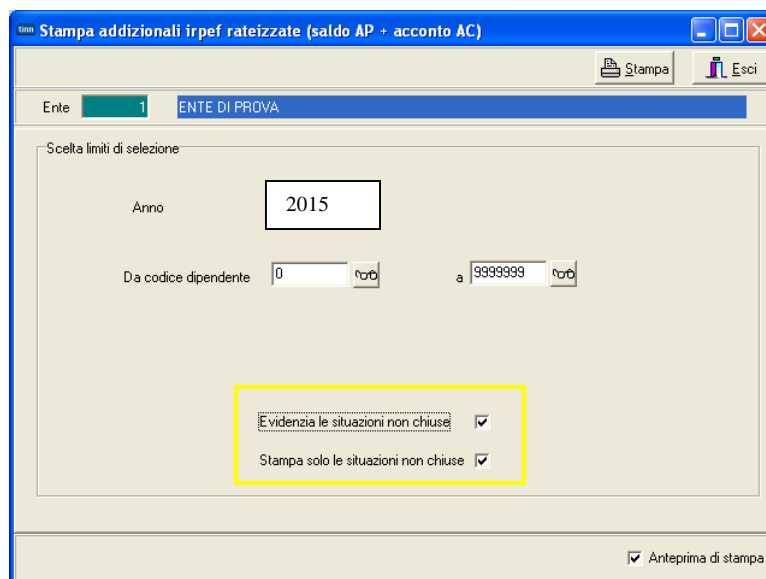 tinn Stampa addizionali irpef rateizzate (saldo AP + acconto AC)
Stampa Esci
Ente 1 ENTE DI PROVA
Scelta limiti di selezione
Anno 2015
Da codice dipendente 0 a 9999999
Evidenzia le situazioni non chiuse
Stampa solo le situazioni non chiuse
Anteprima di stampa